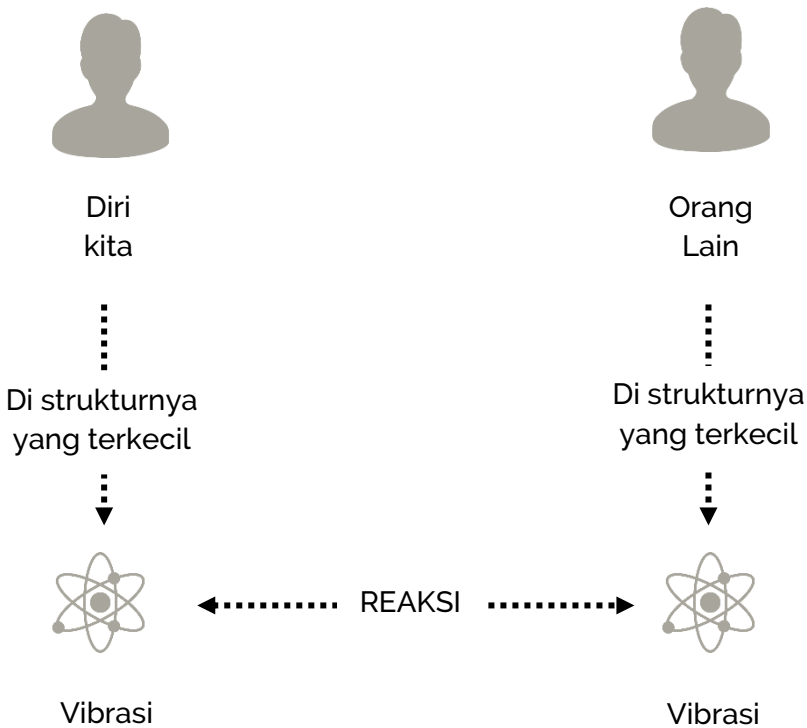 Diri
kita
Orang
Lain
Di strukturnya
yang terkecil
Di strukturnya
yang terkecil
REAKSI
Vibrasi
Vibrasi